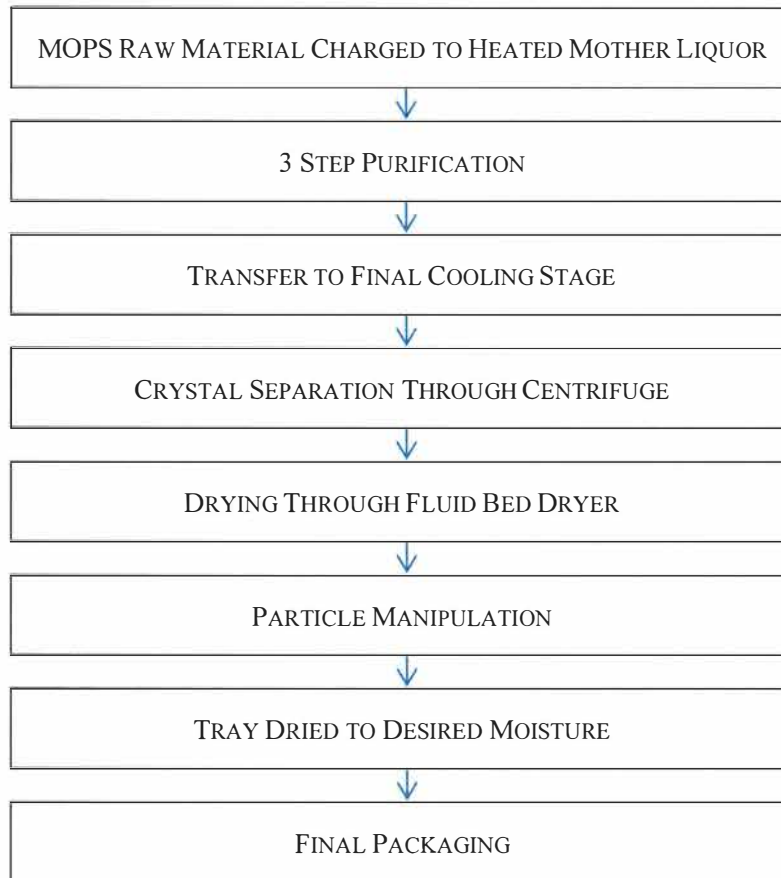 MOPS RAW MATERIAL CHARGED TO HEATED MOTHER LIQUOR
3 STEP PURIFICATION
TRANSFER TO FINAL COOLING STAGE
CRYSTAL SEPARATION THROUGH CENTRIFUGE
DRYING THROUGH FLUID BED DRYER
PARTICLE MANIPULATION
TRAY DRIED TO DESIRED MOISTURE
FINAL PACKAGING